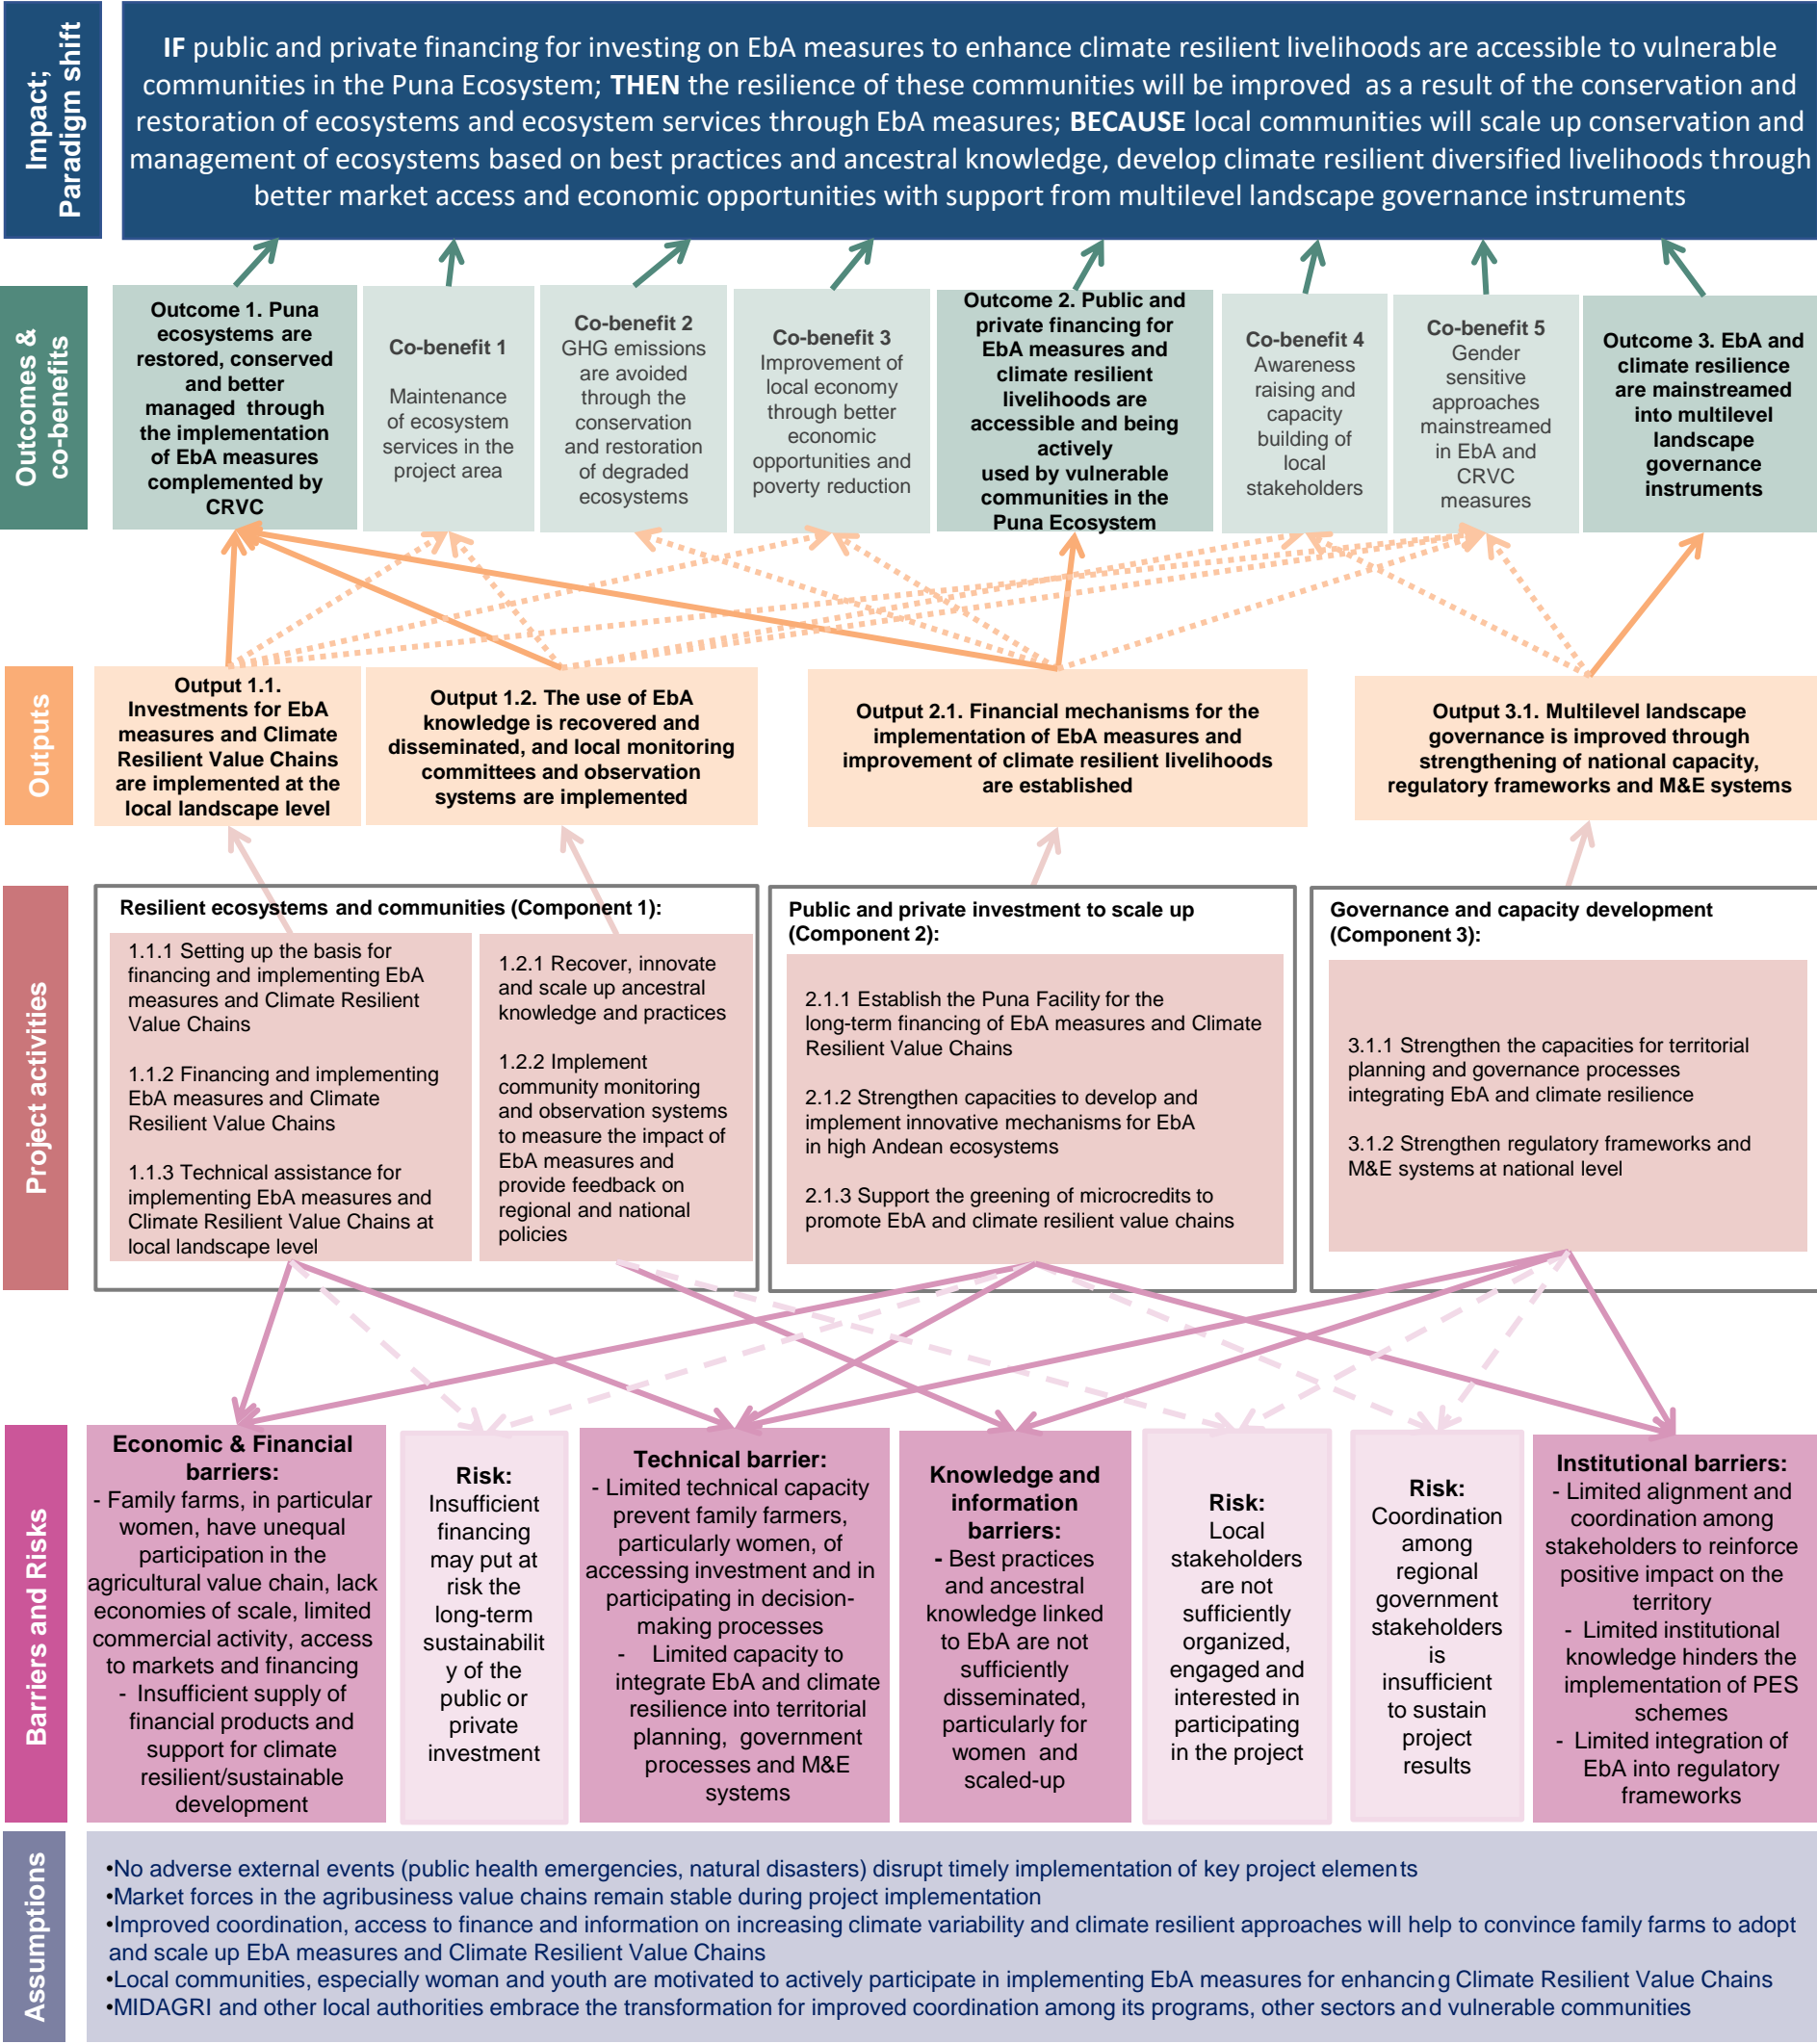 Impact;
Paradigm shift
IF public and private financing for investing on EbA measures to enhance climate resilient livelihoods are accessible to vulnerable
communities in the Puna Ecosystem; THEN the resilience of these communities will be improved as a result of the conservation and
restoration of ecosystems and ecosystem services through EbA measures; BECAUSE local communities will scale up conservation and
management of ecosystems based on best practices and ancestral knowledge, develop climate resilient diversified livelihoods through
better market access and economic opportunities with support from multilevel landscape governance instruments
Outcomes &
co-benefits
Outcome 1. Puna
ecosystems are
restored, conserved
and better
managed through
the implementation
of EbA measures
complemented by
CRVC
Co-benefit 1
Maintenance
of ecosystem
services in the
project area
Co-benefit 2
GHG emissions
are avoided
through the
conservation
and restoration
of degraded
ecosystems
Co-benefit 3
Improvement of
local economy
through better
economic
opportunities and
poverty reduction
Outcome 2. Public and
private financing for
EbA measures and
climate resilient
livelihoods are
accessible and being
actively
used by vulnerable
communities in the
Puna Ecosystem
Co-benefit 4
Awareness
raising and
capacity
building of
local
stakeholders
Co-benefit 5
Gender
sensitive
approaches
mainstreamed
in EbA and
CRVC
measures
Outcome 3. EbA and
climate resilience
are mainstreamed
into multilevel
landscape
governance
instruments
Outputs
Output 1.1.
Investments for EbA
measures and Climate
Resilient Value Chains
are implemented at the
local landscape level
Output 1.2. The use of EbA
knowledge is recovered and
disseminated, and local monitoring
committees and observation
systems are implemented
Output 2.1. Financial mechanisms for the
implementation of EbA measures and
improvement of climate resilient livelihoods
are established
Output 3.1. Multilevel landscape
governance is improved through
strengthening of national capacity,
regulatory frameworks and M&E systems
Project activities
Resilient ecosystems and communities (Component 1):
1.1.1 Setting up the basis for
financing and implementing EbA
measures and Climate Resilient
Value Chains
1.1.2 Financing and implementing
EbA measures and Climate
Resilient Value Chains
1.1.3 Technical assistance for
implementing EbA measures and
Climate Resilient Value Chains at
local landscape level
1.2.1 Recover, innovate
and scale up ancestral
knowledge and practices
1.2.2 Implement
community monitoring
and observation systems
to measure the impact of
EbA measures and
provide feedback on
regional and national
policies
Public and private investment to scale up
(Component 2):
2.1.1 Establish the Puna Facility for the
long-term financing of EbA measures and Climate
Resilient Value Chains
2.1.2 Strengthen capacities to develop and
implement innovative mechanisms for EbA
in high Andean ecosystems
2.1.3 Support the greening of microcredits to
promote EbA and climate resilient value chains
Governance and capacity development
(Component 3):
3.1.1 Strengthen the capacities for territorial
planning and governance processes
integrating EbA and climate resilience
3.1.2 Strengthen regulatory frameworks and
M&E systems at national level
Barriers and Risks
Economic & Financial
barriers:
- Family farms, in particular
women, have unequal
participation in the
agricultural value chain, lack
economies of scale, limited
commercial activity, access
to markets and financing
- Insufficient supply of
financial products and
support for climate
resilient/sustainable
development
Risk:
Insufficient
financing
may put at
risk the
long-term
sustainabilit
y of the
public or
private
investment
Technical barrier:
- Limited technical capacity
prevent family farmers,
particularly women, of
accessing investment and in
participating in decision-
making processes
- Limited capacity to
integrate EbA and climate
resilience into territorial
planning, government
processes and M&E
systems
Knowledge and
information
barriers:
- Best practices
and ancestral
knowledge linked
to EbA are not
sufficiently
disseminated,
particularly for
women and
scaled-up
Risk:
Local
stakeholders
are not
sufficiently
organized,
engaged and
interested in
participating
in the project
Risk:
Coordination
among
regional
government
stakeholders
is
insufficient
to sustain
project
results
Institutional barriers:
- Limited alignment and
coordination among
stakeholders to reinforce
positive impact on the
territory
- Limited institutional
knowledge hinders the
implementation of PES
schemes
- Limited integration of
EbA into regulatory
frameworks
Assumptions
•No adverse external events (public health emergencies, natural disasters) disrupt timely implementation of key project elements
•Market forces in the agribusiness value chains remain stable during project implementation
•Improved coordination, access to finance and information on increasing climate variability and climate resilient approaches will help to convince family farms to adopt
and scale up EbA measures and Climate Resilient Value Chains
•Local communities, especially woman and youth are motivated to actively participate in implementing EbA measures for enhancing Climate Resilient Value Chains
•MIDAGRI and other local authorities embrace the transformation for improved coordination among its programs, other sectors and vulnerable communities